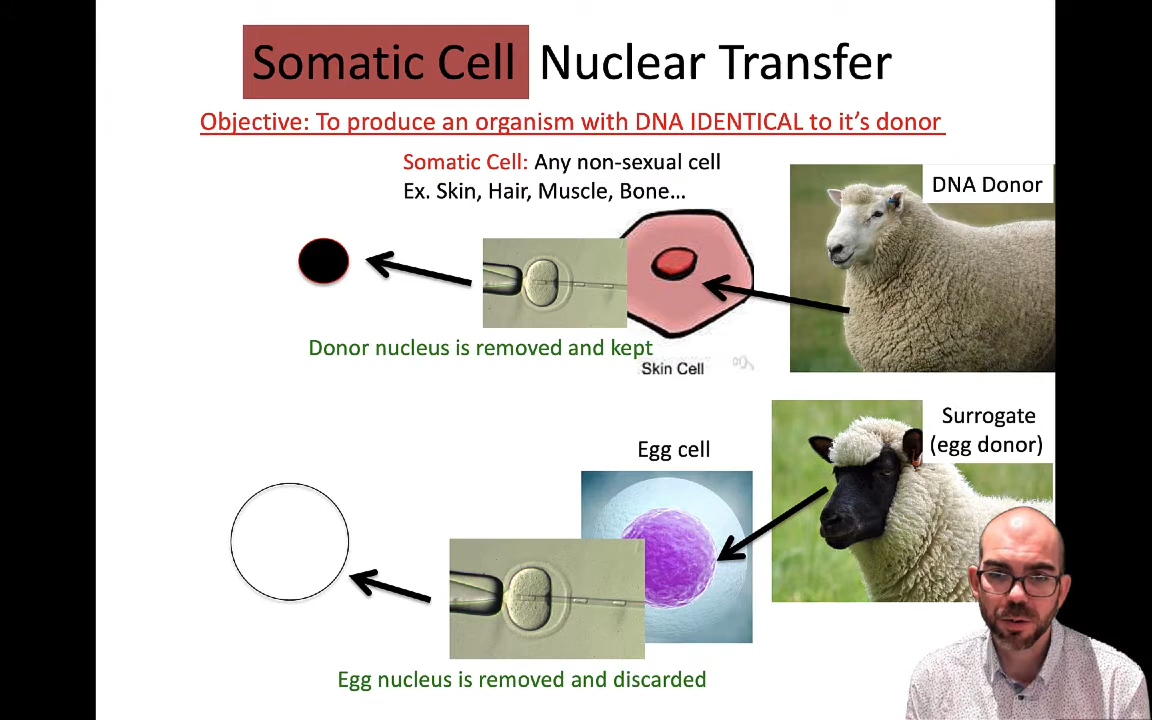 Somatic Cell Nuclear Transfer
Objective: To produce an organism with DNA IDENTICAL to it's donor
Somatic Cell: Any non-sexual cell
Ex. Skin, Hair, Muscle, Bone...
DNA Donor
Donor nucleus is removed and kept
Skin Cell
Surrogate
(egg donor)
Egg cell
Egg nucleus is removed and discarded